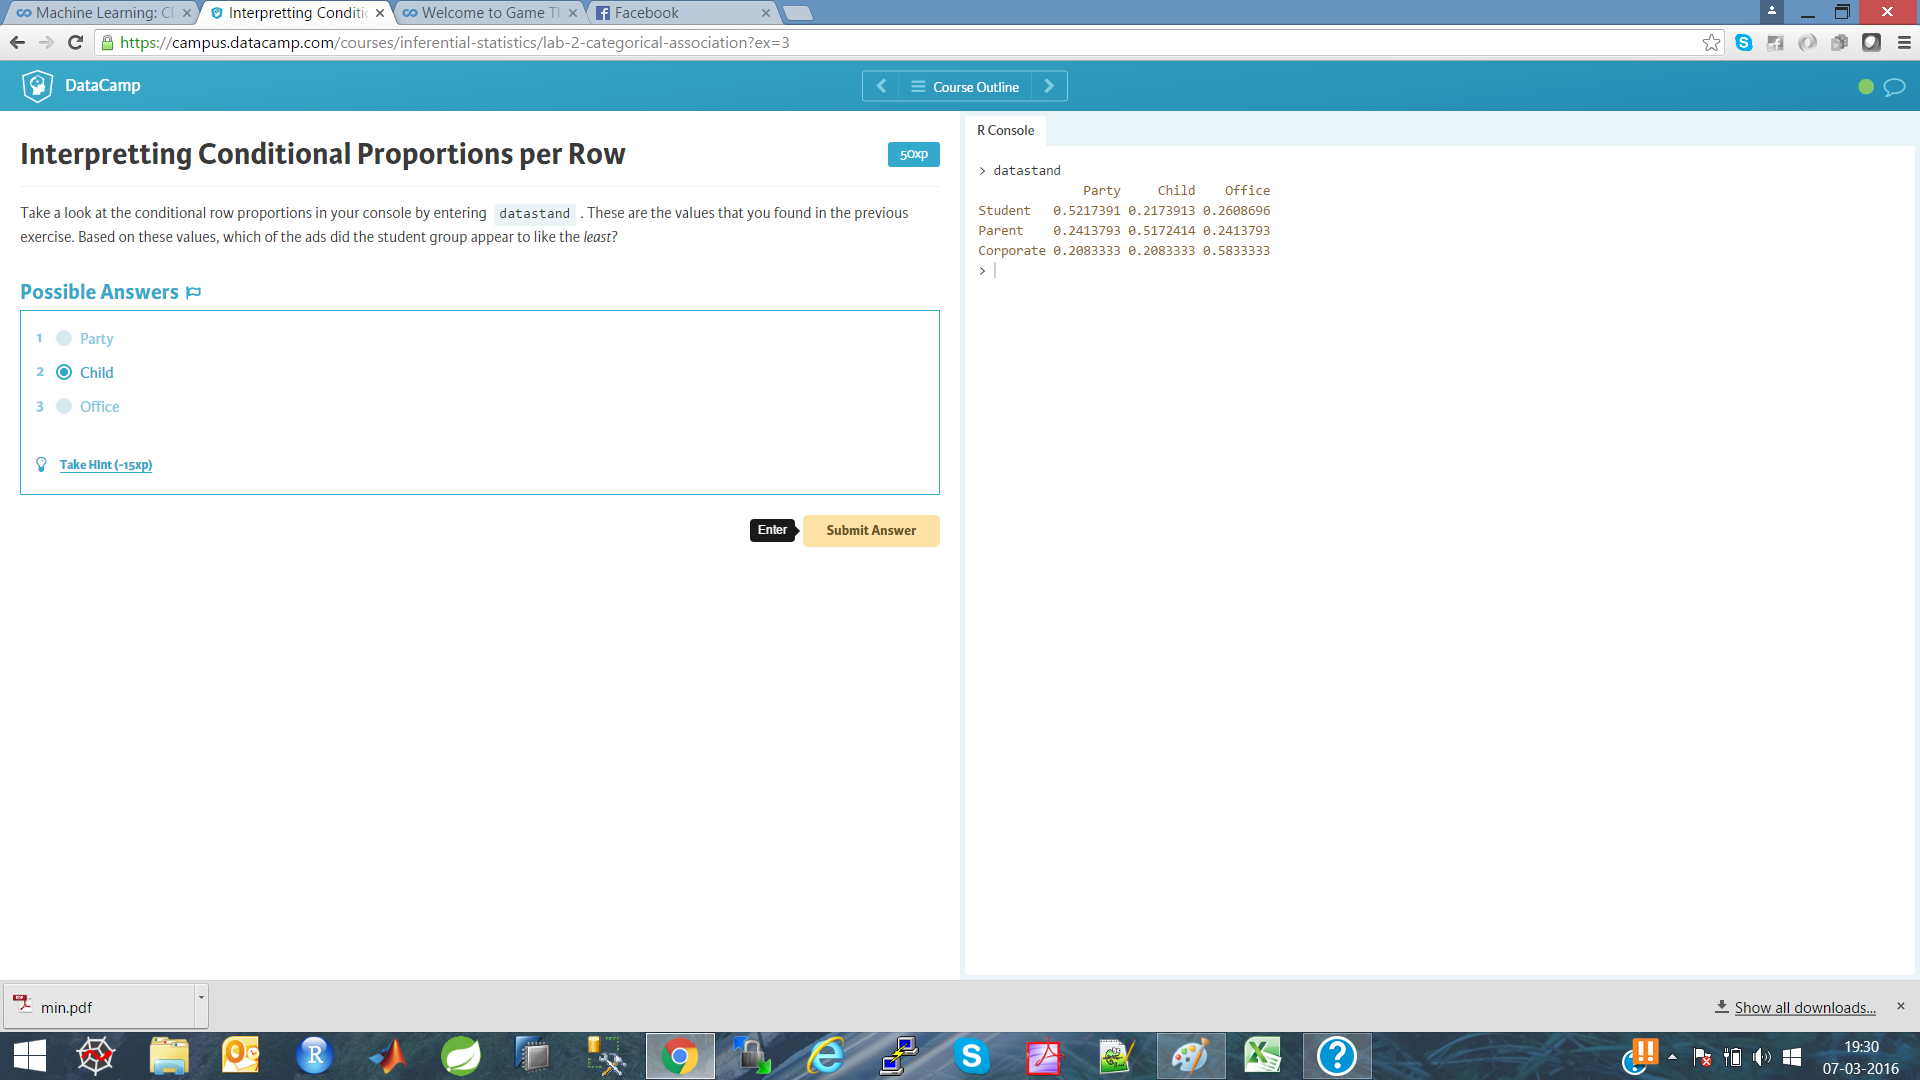 Machine Learning: Cl
Interpretting Conditi
Welcome to Game Th
Facebook
https://campus.datacamp.com/courses/inferential-statistics/lab-2-categorical-association?ex=3
DataCamp
Course Outline
Interpretting Conditional Proportions per Row
50xp
Take a look at the conditional row proportions in your console by entering datastand . These are the values that you found in the previous
exercise. Based on these values, which of the ads did the student group appear to like the least?
Possible Answers
1 Party
2 Child
3 Office
Take Hint (-15xp)
Enter
Submit Answer
R Console
> datastand
Party Child Office
Student 0.5217391 0.2173913 0.2608696
Parent 0.2413793 0.5172414 0.2413793
Corporate 0.2083333 0.2083333 0.5833333
>
min.pdf
Show all downloads...
19:30
07-03-2016